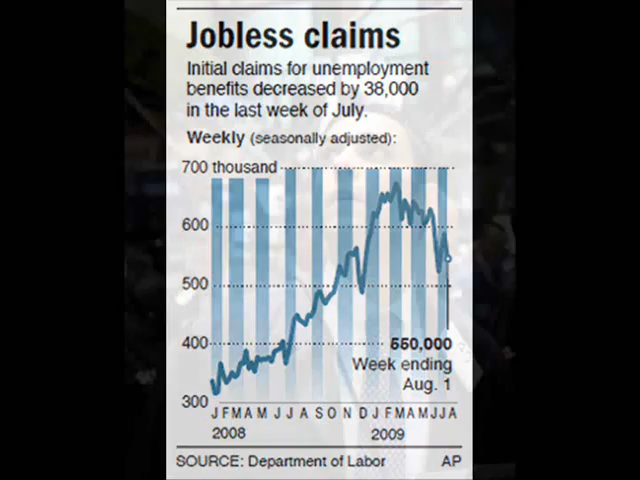 Jobless claims
Initial claims for unemployment
benefits decreased by 38,000
in the last week of July.
Weekly (seasonally adjusted):
700 thousand
600
500
400
300
550,000
Week ending
Aug. 1
J F M A M J J A S O N D J F M A M J J A
2008
2009
SOURCE: Department of Labor
AP